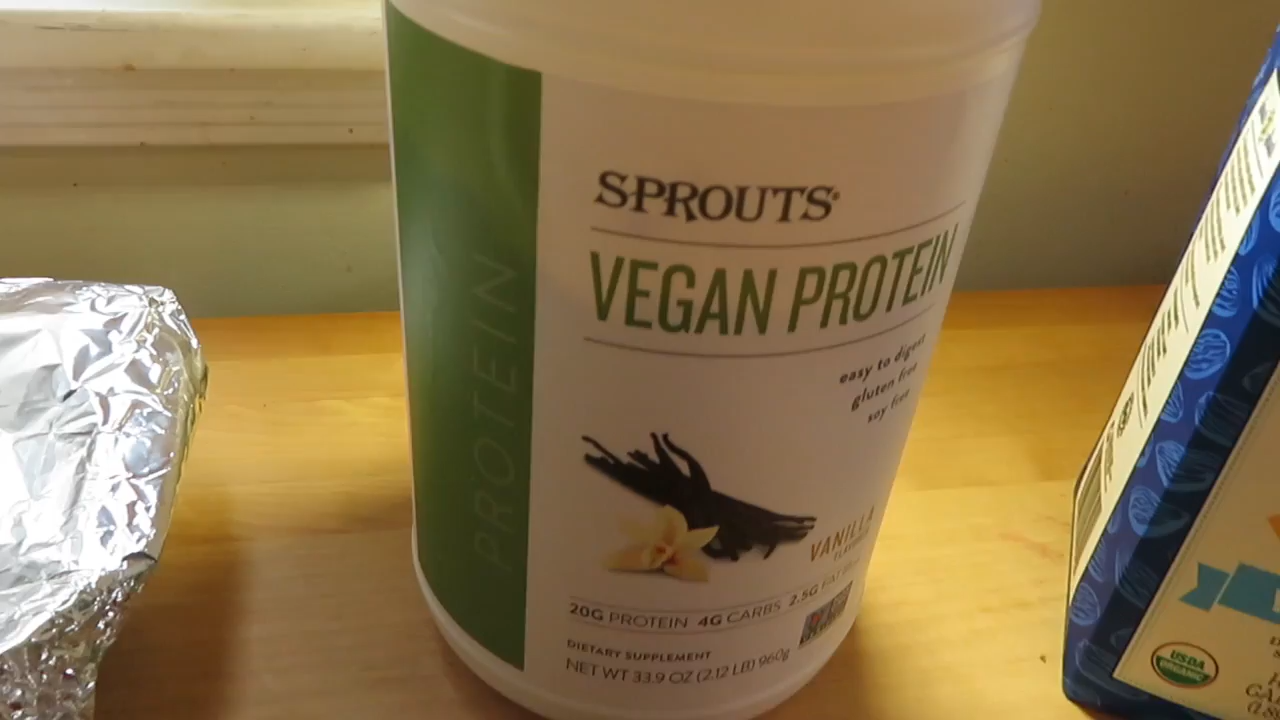 PROTEIN
SPROUTS®
VEGAN PROTEIN
easy to digest
gluten free
soy free
VANILLA
20G PROTEIN 4G CARBS 2.5G FAT
DIETARY SUPPLEMENT
NET WT 33.9 OZ (2.12 LB) 960g
USDA
ORGANIC